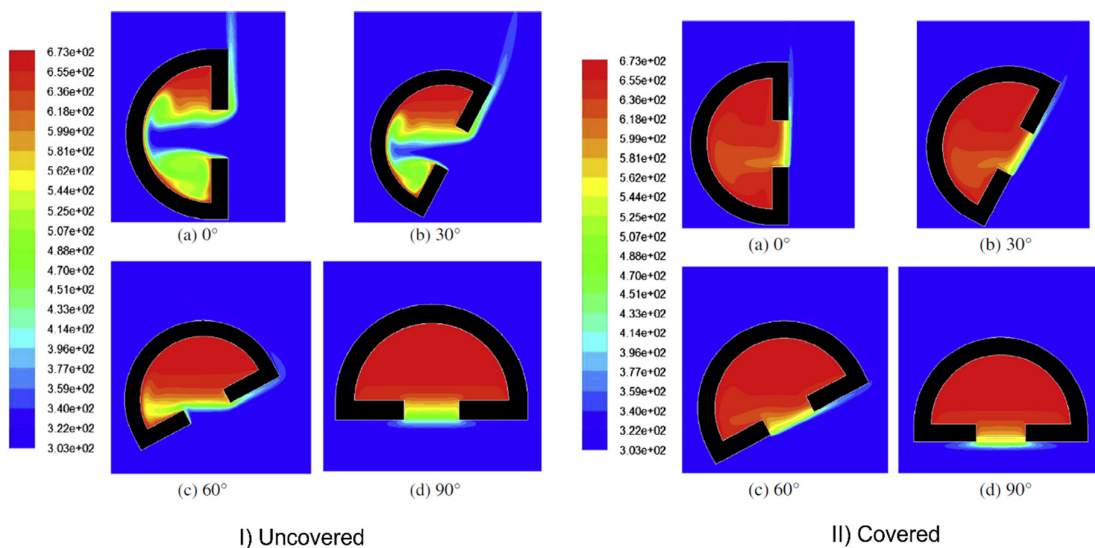 6.73e+02
6.55e+02
6.36e+02
6.18e+02
5.99e+02
5.81e+02
5.62e+02
5.44e+02
5.25e+02
5.07e+02
4.88e+02
4.70e+02
4.51e+02
4.33e+02
4.14e+02
3.96e+02
3.77e+02
3.59e+02
3.40e+02
3.22e+02
3.03e+02
(a) 0°
(b) 30°
(c) 60°
(d) 90°
I) Uncovered
6.73e+02
6.55e+02
6.36e+02
6.18e+02
5.99e+02
5.81e+02
5.62e+02
5.44e+02
5.25e+02
5.07e+02
4.88e+02
4.70e+02
4.51e+02
4.33e+02
4.14e+02
3.96e+02
3.77e+02
3.59e+02
3.40e+02
3.22e+02
3.03e+02
(a) 0°
(b) 30°
(c) 60°
(d) 90°
II) Covered